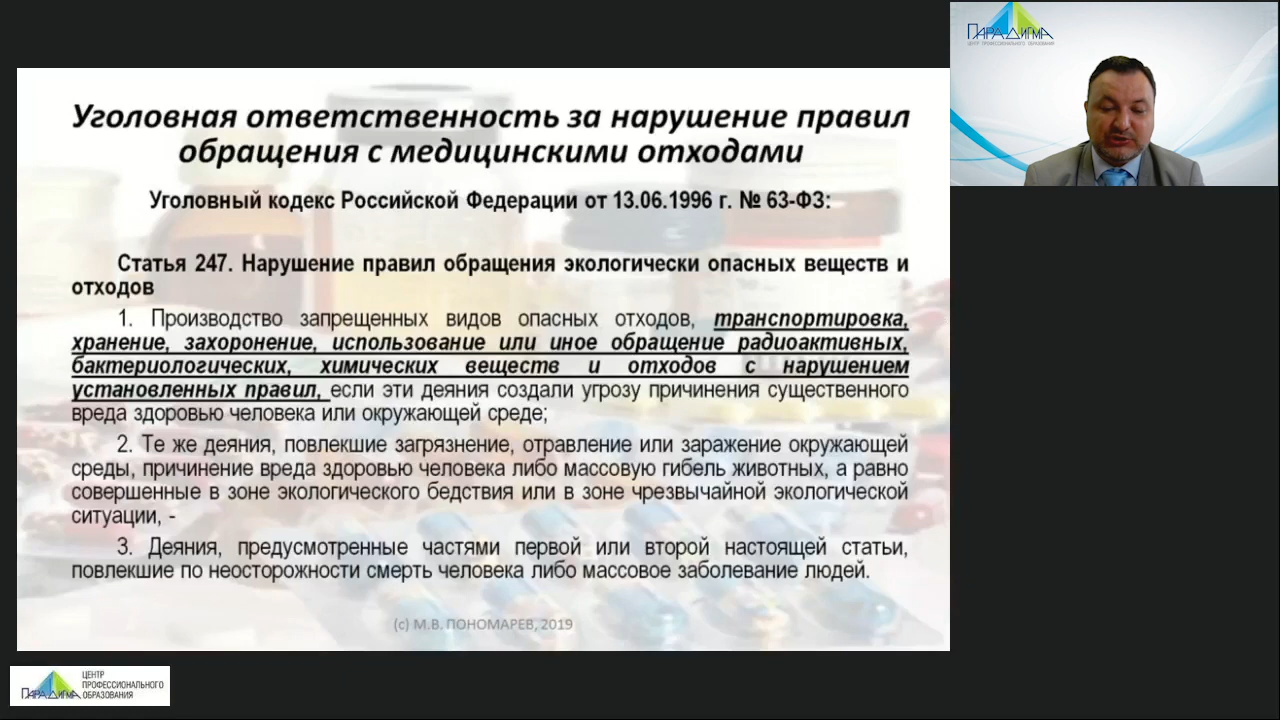 Уголовная ответственность за нарушение правил
обращения с медицинскими отходами
Уголовный кодекс Российской Федерации от 13.06.1996 г. № 63-ФЗ:
Статья 247. Нарушение правил обращения экологически опасных веществ и
отходов
1. Производство запрещенных видов опасных отходов, транспортировка,
хранение, захоронение, использование или иное обращение радиоактивных,
бактериологических, химических веществ и отходов с нарушением
установленных правил, если эти деяния создали угрозу причинения существенного
вреда здоровью человека или окружающей среде;
2. Те же деяния, повлекшие загрязнение, отравление или заражение окружающей
среды, причинение вреда здоровью человека либо массовую гибель животных, а равно
совершенные в зоне экологического бедствия или в зоне чрезвычайной экологической
ситуации, -
3. Деяния, предусмотренные частями первой или второй настоящей статьи,
повлекшие по неосторожности смерть человека либо массовое заболевание людей.
(с) М.В. ПОНОМАРЕВ, 2019
ПАРАДИГМА
ЦЕНТР ПРОФЕССИОНАЛЬНОГО ОБРАЗОВАНИЯ
ПАРАДИГМА
ЦЕНТР
ПРОФЕССИОНАЛЬНОГО
ОБРАЗОВАНИЯ